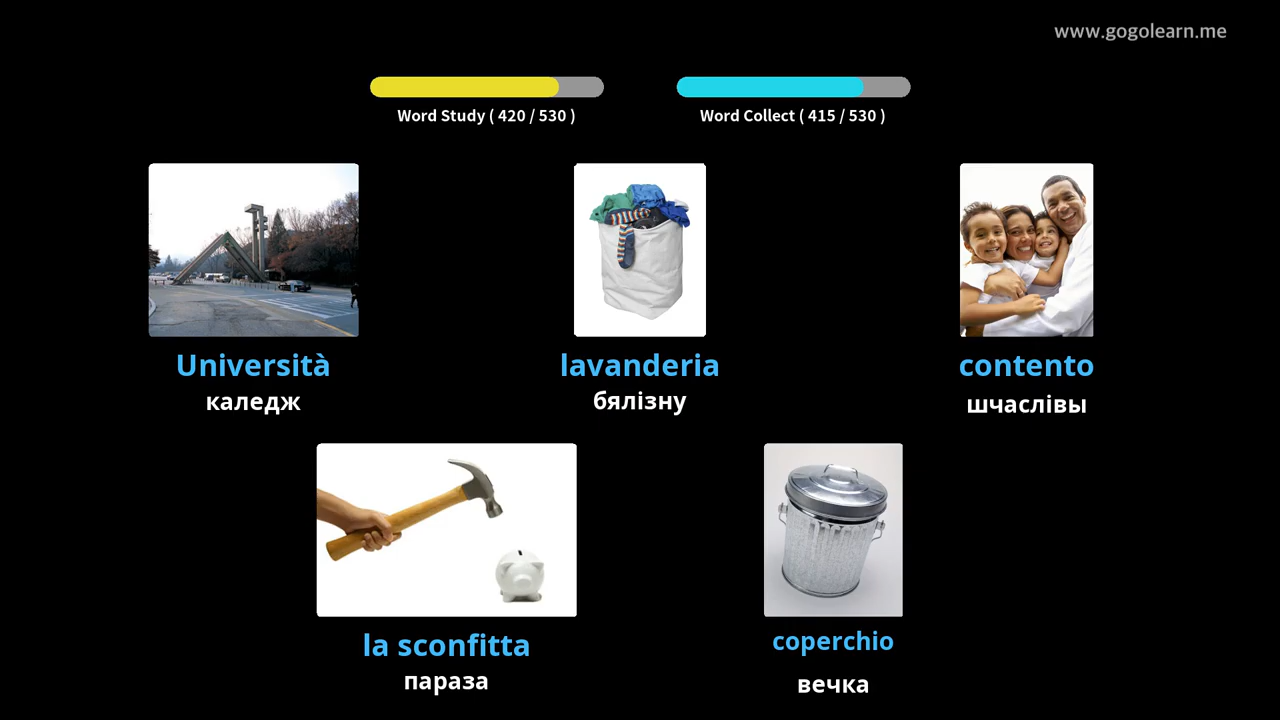 www.gogolearn.me
Word Study ( 420 / 530 )
Word Collect ( 415 / 530 )
Università
каледж
lavanderia
бялізну
contento
шчаслівы
la sconfitta
параза
coperchio
вечка